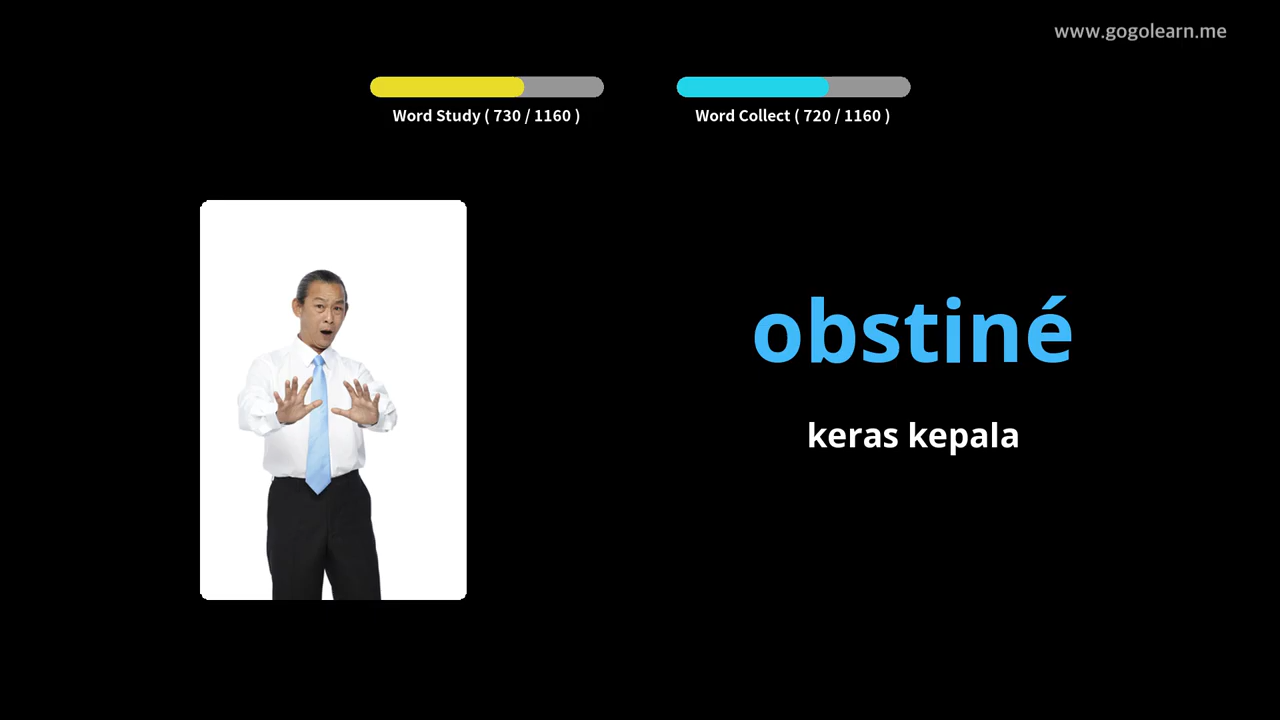 www.gogolearn.me
Word Study ( 730 / 1160 )
Word Collect ( 720 / 1160 )
obstiné
keras kepala